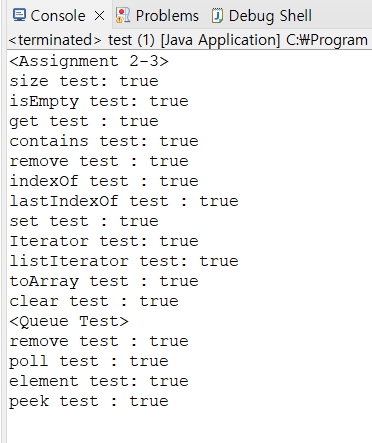 Console × Problems Debug Shell
<terminated> test (1) [Java Application] C:₩Program
<Assignment 2-3>
size test: true
isEmpty test: true
get test : true
contains test: true
remove test : true
indexOf test : true
lastIndexOf test : true
set test : true
Iterator test: true
listIterator test: true
toArray test : true
clear test : true
<Queue Test>
remove test : true
poll test : true
element test: true
peek test : true